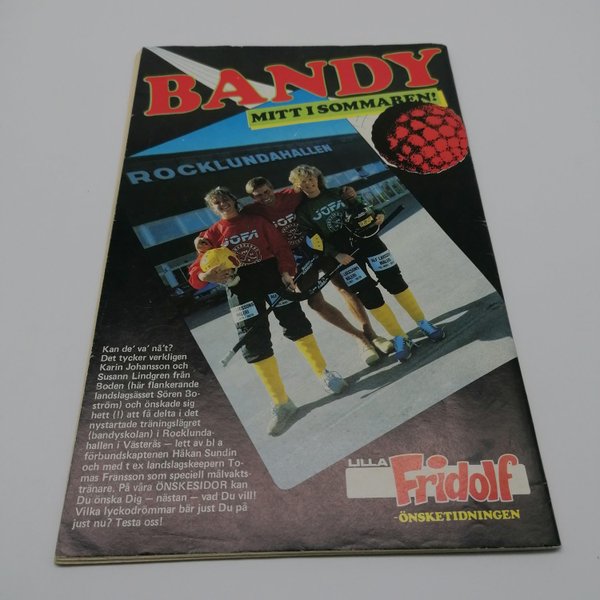 BANDY
MITT I SOMMAREN!
ROCKLUNDAHALLEN
JOFA
JOFA
JOFA
Kan de' va' nå't?
Det tycker verkligen
Karin Johansson och
Susann Lindgren från
Boden (här flankerande
landslagsässet Sören Bo-
ström) och önskade sig
hett (!) att få delta i det
nystartade träningslägret
(bandyskolan) i Rocklunda-
hallen i Västerås — lett av bl a
förbundskaptenen Håkan Sundin
och med t ex landslagskeepern To-
mas Fransson som speciell målvakts-
tränare. På våra ÖNSKESIDOR kan
Du önska Dig — nästan — vad Du vill!
Vilka lyckodrömmar bär just Du på
just nu? Testa oss!
LILLA
Fridolf
-ÖNSKETIDNINGEN